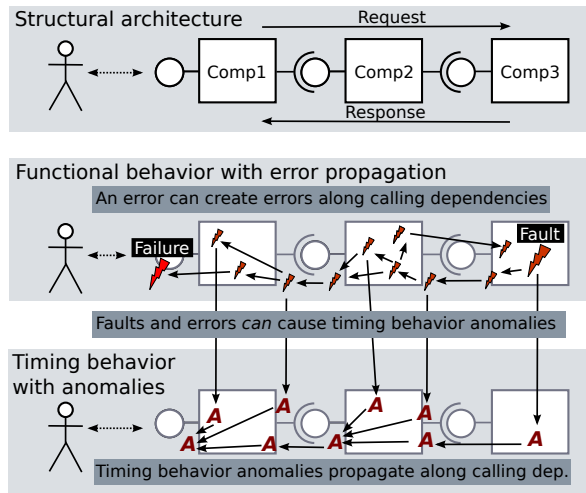 Structural architecture
Request
Comp1
Comp2
Comp3
Response
Functional behavior with error propagation
An error can create errors along calling dependencies
Failure
Fault
Faults and errors can cause timing behavior anomalies
Timing behavior
with anomalies
A
A
A
A
A
A
A
A
A
Timing behavior anomalies propagate along calling dep.